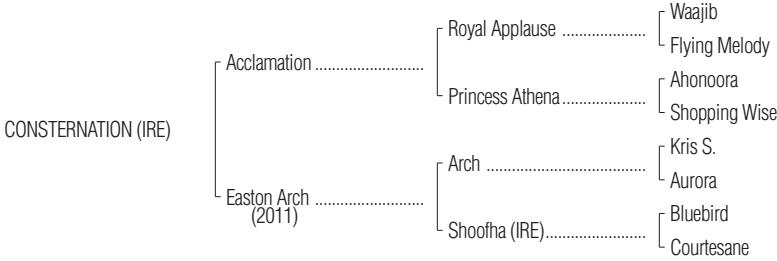 Waajib
Royal Applause ......................
Flying Melody
Acclamation ............................
Ahonoora
Princess Athena ......................
Shopping Wise
CONSTERNATION (IRE)
Kris S.
Arch ..........................................
Aurora
Easton Arch ............................
(2011)
Bluebird
Shoofha (IRE) ..........................
Courtesane